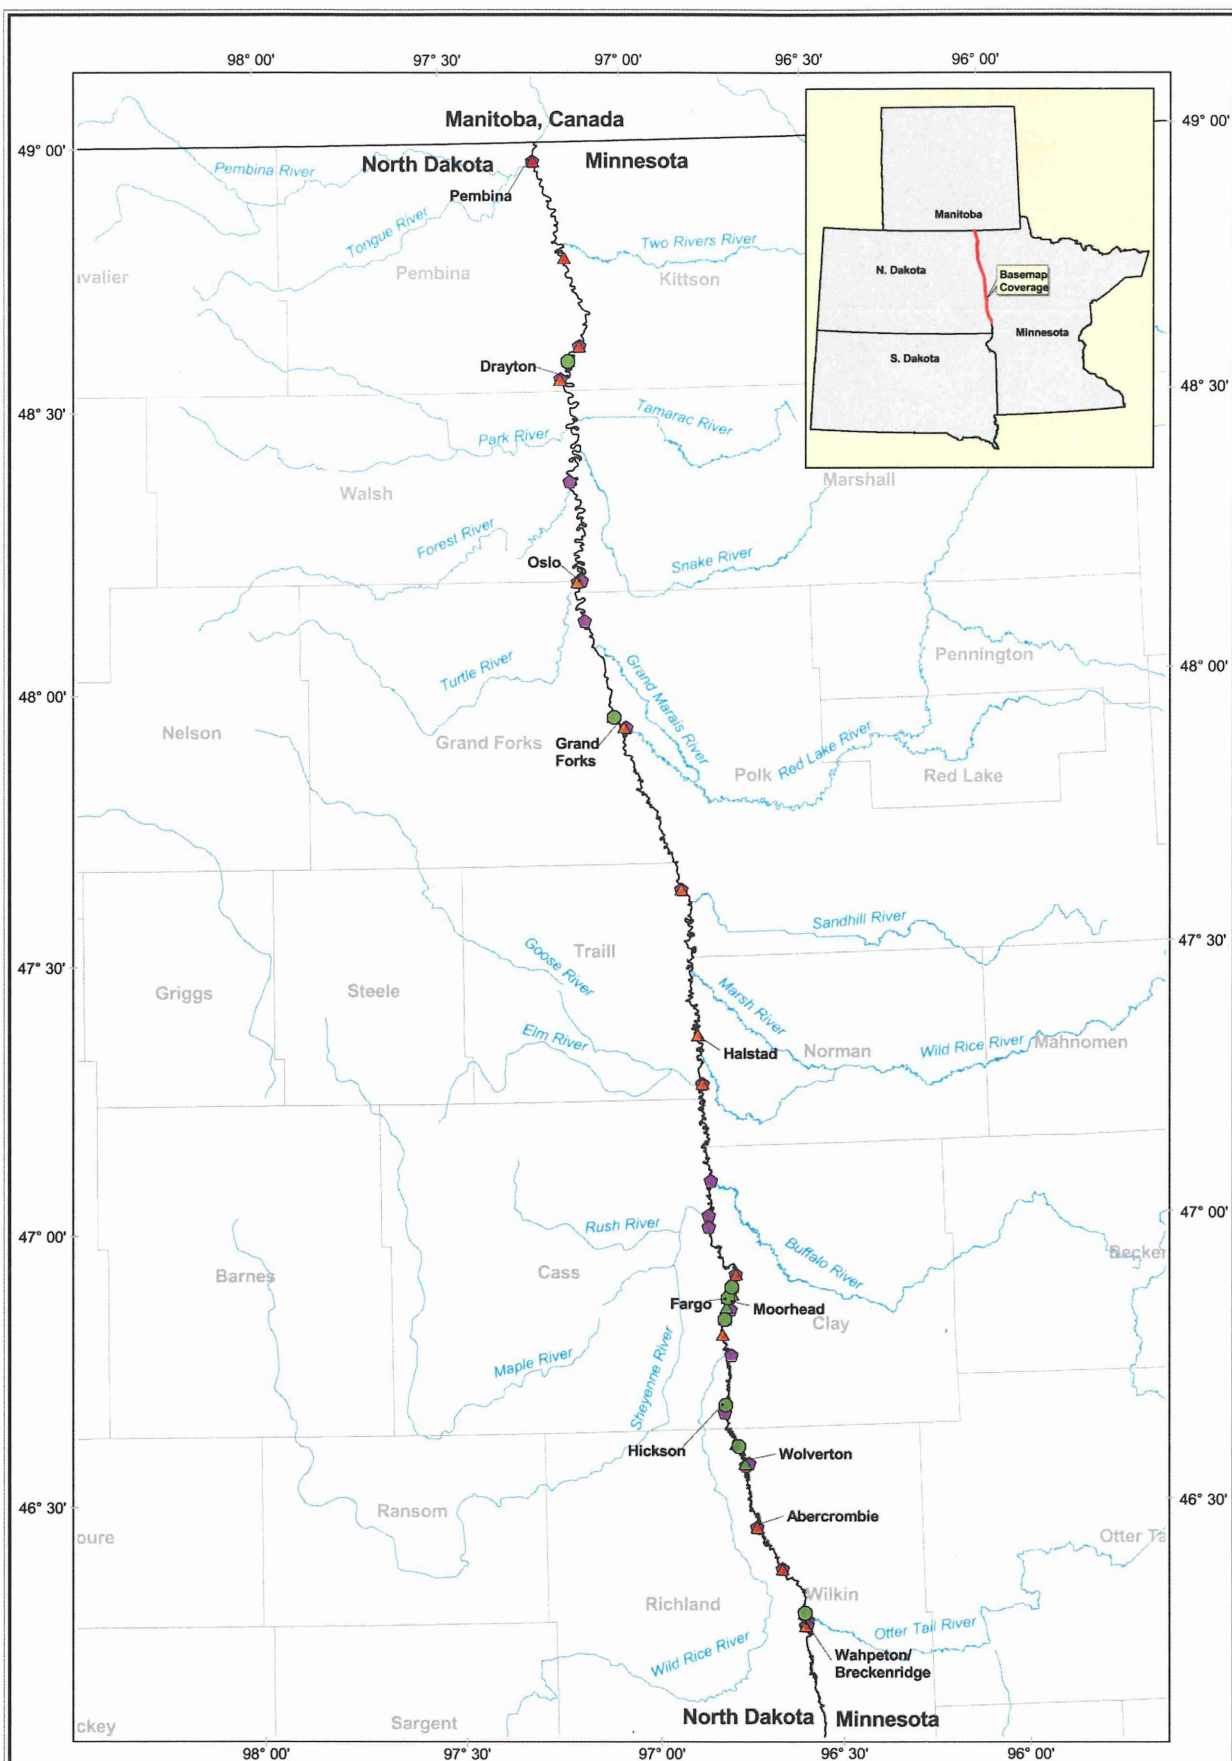 98° 00'
97° 30'
97° 00'
96° 30'
96° 00'
Manitoba, Canada
49° 00'
49° 00'
North Dakota
Minnesota
Pembina River
Pembina
Tongue River
Two Rivers River
Pembina
Kittson
avalier
Manitoba
N. Dakota
Basemap
Coverage
Minnesota
S. Dakota
Drayton
48° 30'
48° 30'
Tamarac River
Park River
Walsh
Marshall
Forest River
Oslo
Snake River
Pennington
Turtle River
Grand Marais River
48° 00'
48° 00'
Nelson
Grand Forks
Grand
Forks
Red Lake River
Polk
Red Lake
Sandhill River
47° 30'
47° 30'
Traill
Goose River
Griggs
Steele
Marsh River
Elm River
Halstad
Norman
Wild Rice River
Mahnomen
47° 00'
47° 00'
Rush River
Buffalo River
Becker
Barnes
Cass
Fargo
Moorhead
Clay
Maple River
Sheyenne River
Hickson
Wolverton
46° 30'
46° 30'
Ransom
Abercrombie
oure
Otter Ta
Richland
Wilkin
Otter Tail River
Wild Rice River
Wahpeton/
Breckenridge
ckey
Sargent
North Dakota
Minnesota
98° 00'
97° 30'
97° 00'
96° 30'
96° 00'